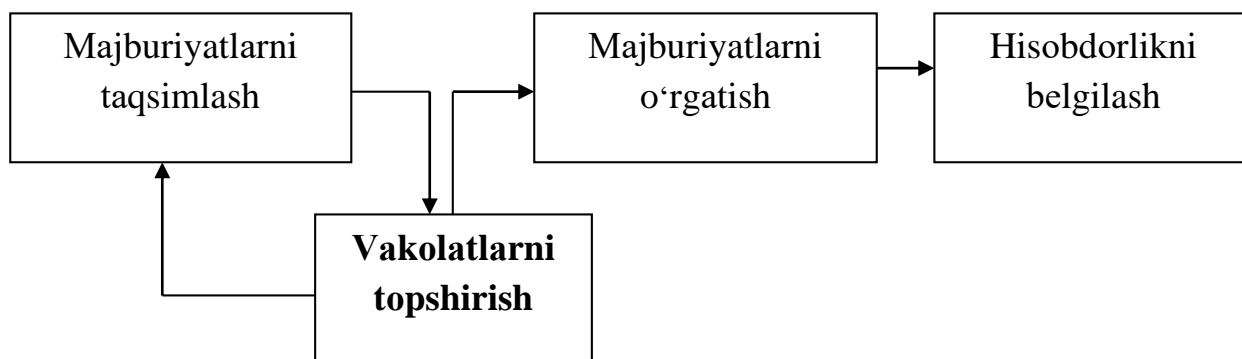 Majburiyatlarni
taqsimlash
Majburiyatlarni
o‘rgatish
Hisobdorlikni
belgilash
Vakolatlarni
topshirish